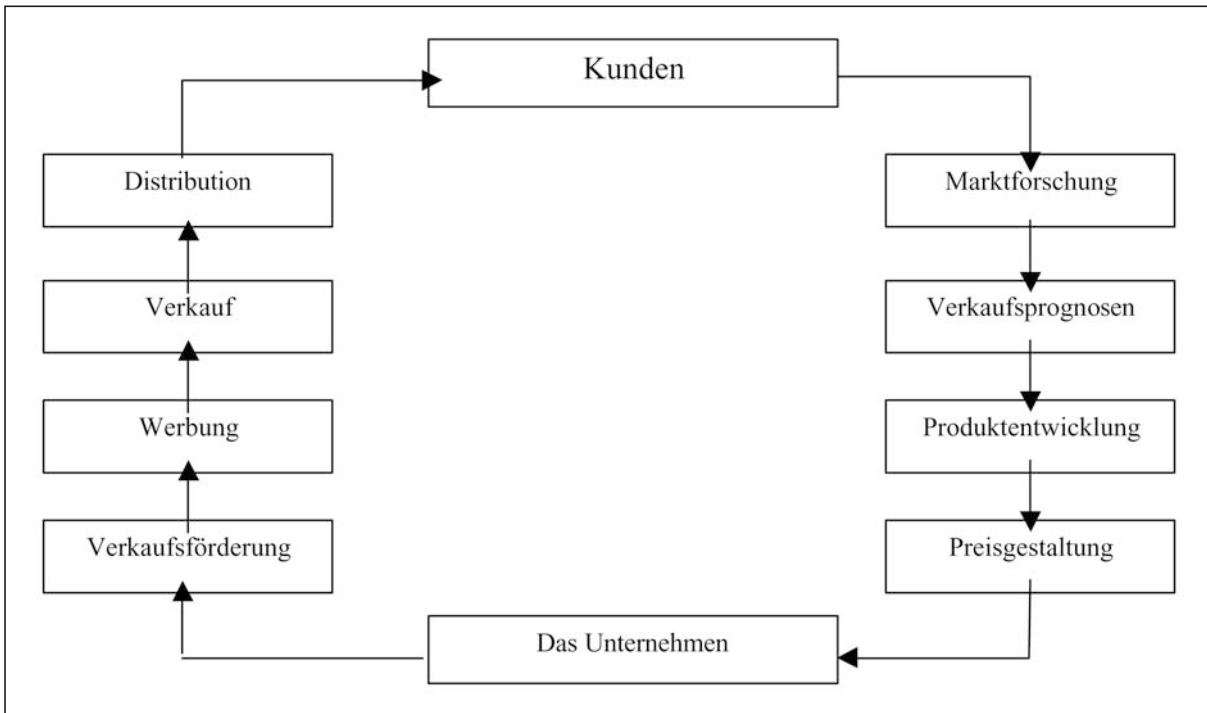 Kunden
Distribution
Marktforschung
Verkauf
Verkaufsprognosen
Werbung
Produktentwicklung
Verkaufsförderung
Preisgestaltung
Das Unternehmen